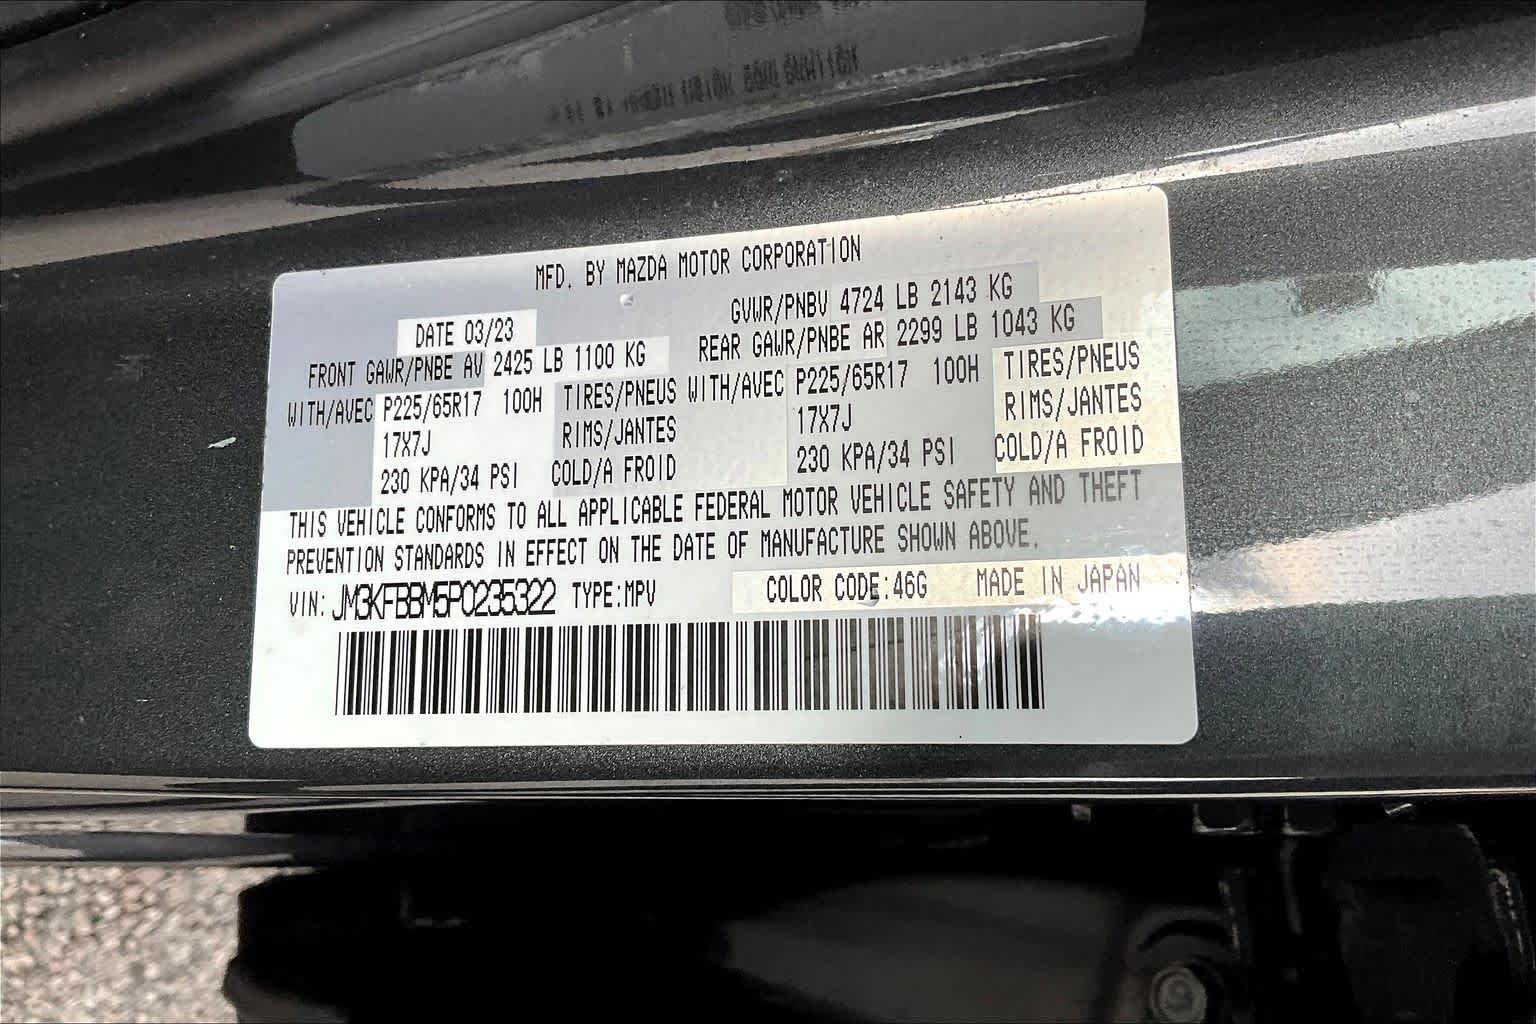 MFD. BY MAZDA MOTOR CORPORATION
DATE 03/23 GVWR/PNBV 4724 LB 2143 KG
FRONT GAWR/PNBE AV 2425 LB 1100 KG REAR GAWR/PNBE AR 2299 LB 1043 KG
WITH/AVEC P225/65R17 100H TIRES/PNEUS WITH/AVEC P225/65R17 100H TIRES/PNEUS
17X7J RIMS/JANTES 17X7J RIMS/JANTES
230 KPA/34 PSI COLD/A FROID 230 KPA/34 PSI COLD/A FROID
THIS VEHICLE CONFORMS TO ALL APPLICABLE FEDERAL MOTOR VEHICLE SAFETY AND THEFT
PREVENTION STANDARDS IN EFFECT ON THE DATE OF MANUFACTURE SHOWN ABOVE.
VIN: JM3KFBBM5P0235322 TYPE:MPV COLOR CODE:46G MADE IN JAPAN